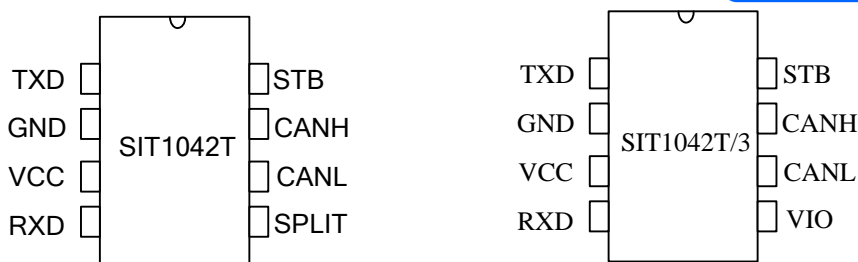 TXD STB TXD STB
GND CANH GND CANH
SIT1042T SIT1042T/3
VCC CANL VCC CANL
RXD SPLIT RXD VIO